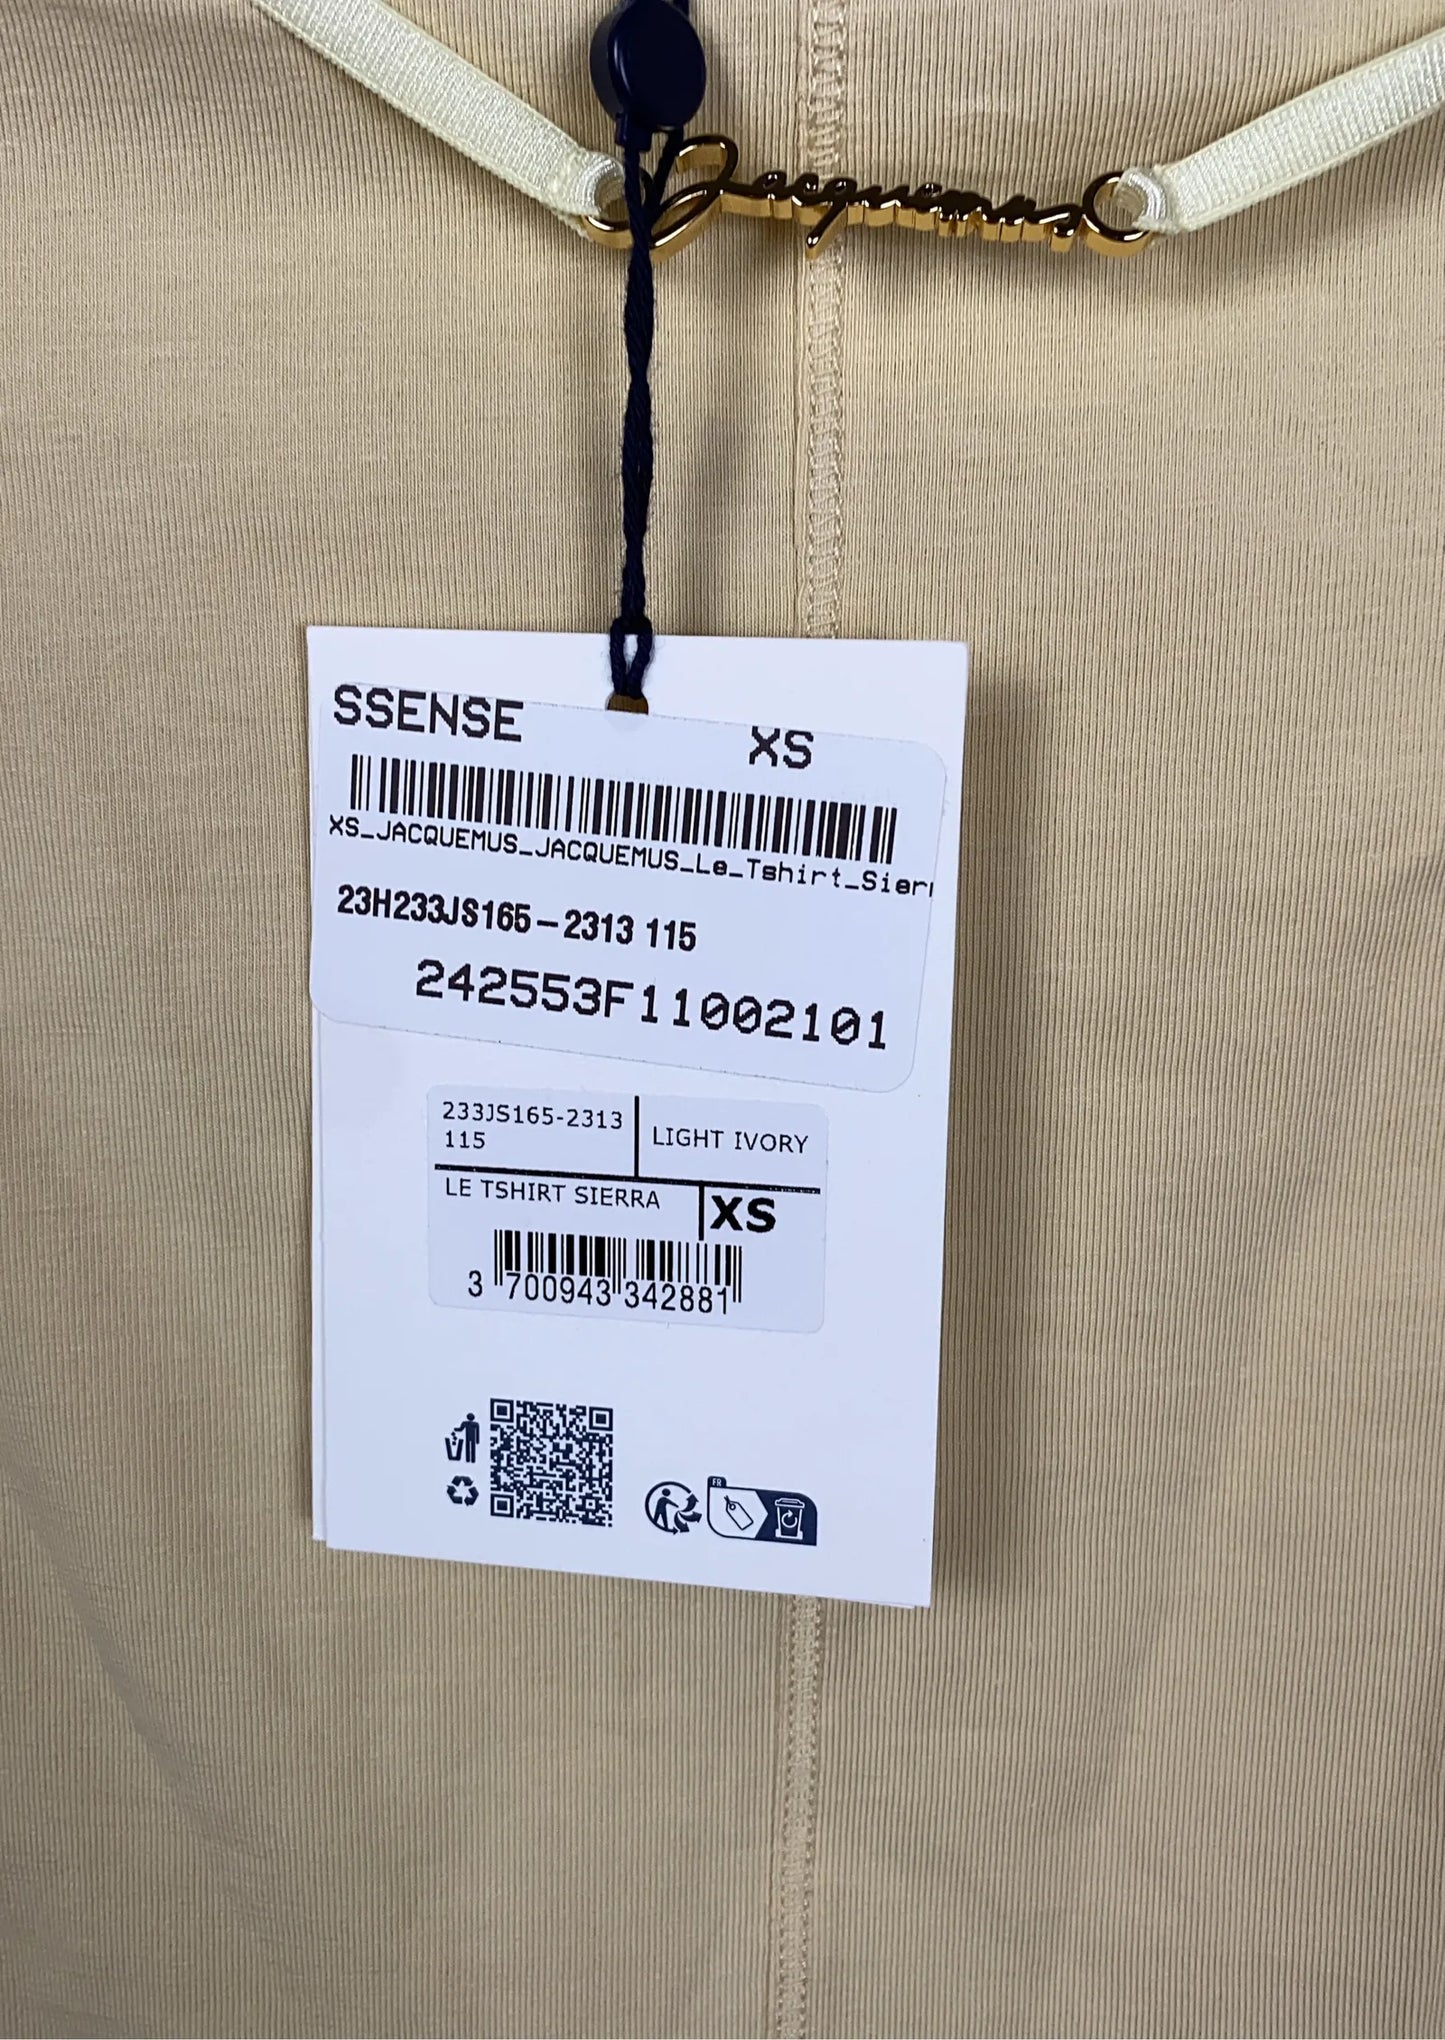 Jacquemus
SSENSE
XS
XS_JACQUEMUS_JACQUEMUS_Le_Tshirt_Sierr
23H233JS165-2313 115
242553F11002101
233JS165-2313
115
LIGHT IVORY
LE TSHIRT SIERRA
XS
3 700943 342881
FR